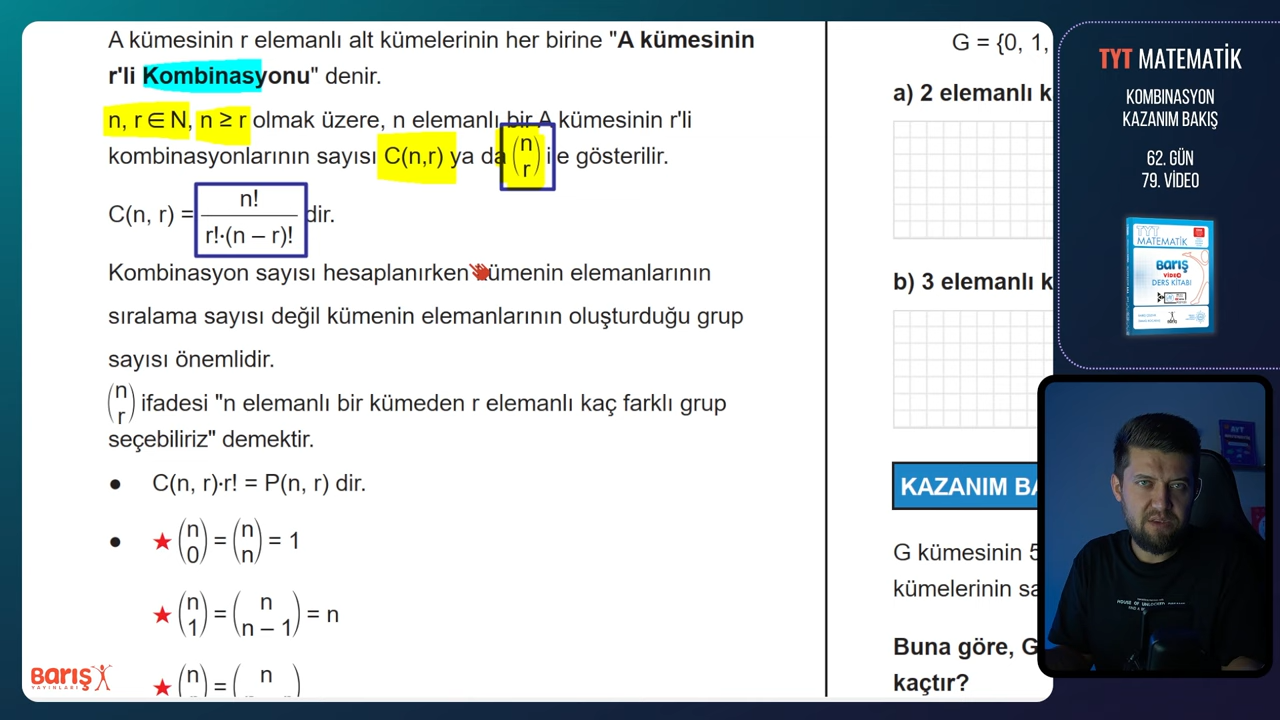 A kümesinin r elemanlı alt kümelerinin her birine "A kümesinin
r'li Kombinasyonu" denir.
n, r ∈ N, n ≥ r olmak üzere, n elemanlı bir A kümesinin r'li
kombinasyonlarının sayısı C(n,r) ya da (n r) ile gösterilir.
C(n, r) = n! / r!·(n – r)! dir.
Kombinasyon sayısı hesaplanırken kümenin elemanlarının
sıralama sayısı değil kümenin elemanlarının oluşturduğu grup
sayısı önemlidir.
(n r) ifadesi "n elemanlı bir kümeden r elemanlı kaç farklı grup
seçebiliriz" demektir.
● C(n, r)·r! = P(n, r) dir.
● ★ (n 0) = (n n) = 1
★ (n 1) = (n n – 1) = n
★ (n = (n
BARIŞ
YAYINLARI
G = {0, 1,
a) 2 elemanlı k
b) 3 elemanlı k
KAZANIM BA
G kümesinin 5
kümelerinin sa
Buna göre, G
kaçtır?
TYT MATEMATİK
KOMBİNASYON
KAZANIM BAKIŞ
62. GÜN
79. VİDEO
TYT
MATEMATİK
BARIŞ
VİDEO
DERS KİTABI
HOUSE OF